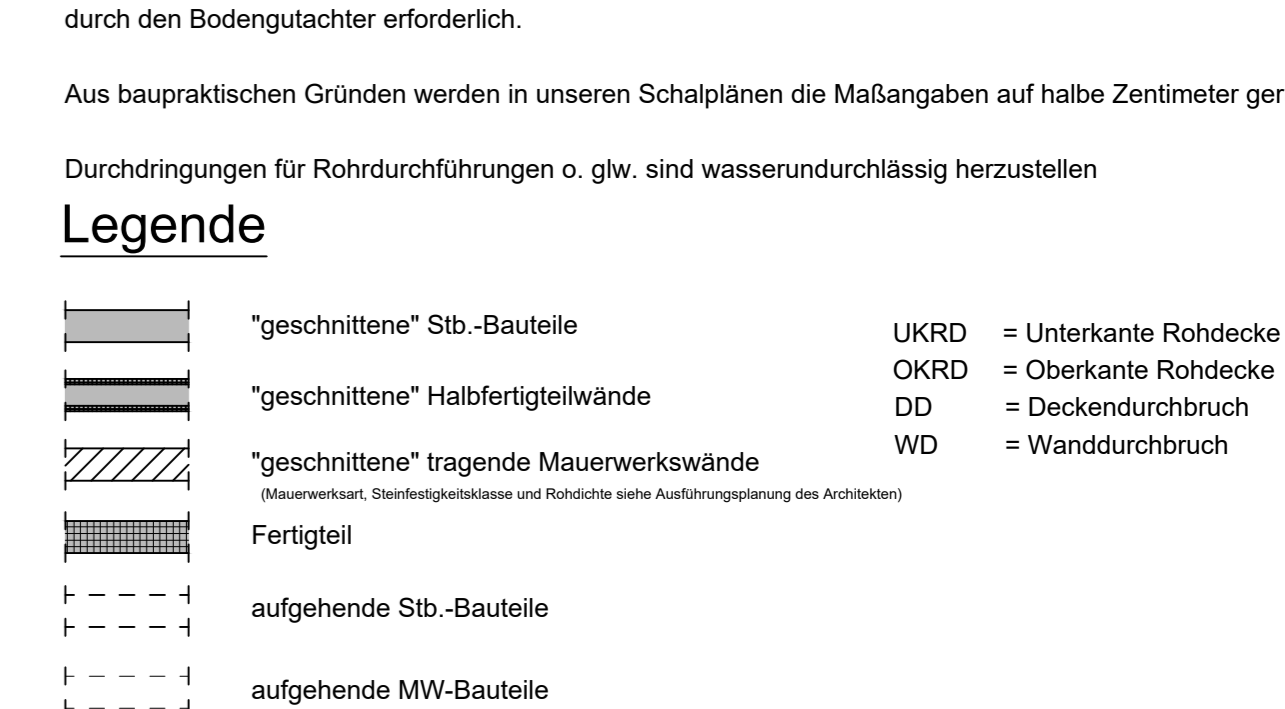 durch den Bodengutachter erforderlich.
Aus baupraktischen Gründen werden in unseren Schalplänen die Maßangaben auf halbe Zentimeter ger
Durchdringungen für Rohrdurchführungen o. glw. sind wasserundurchlässig herzustellen
Legende
"geschnittene" Stb.-Bauteile
"geschnittene" Halbfertigteilwände
"geschnittene" tragende Mauerwerkswände
(Mauerwerksart, Steinfestigkeitsklasse und Rohdichte siehe Ausführungsplanung des Architekten)
Fertigteil
aufgehende Stb.-Bauteile
aufgehende MW-Bauteile
UKRD = Unterkante Rohdecke
OKRD = Oberkante Rohdecke
DD = Deckendurchbruch
WD = Wanddurchbruch